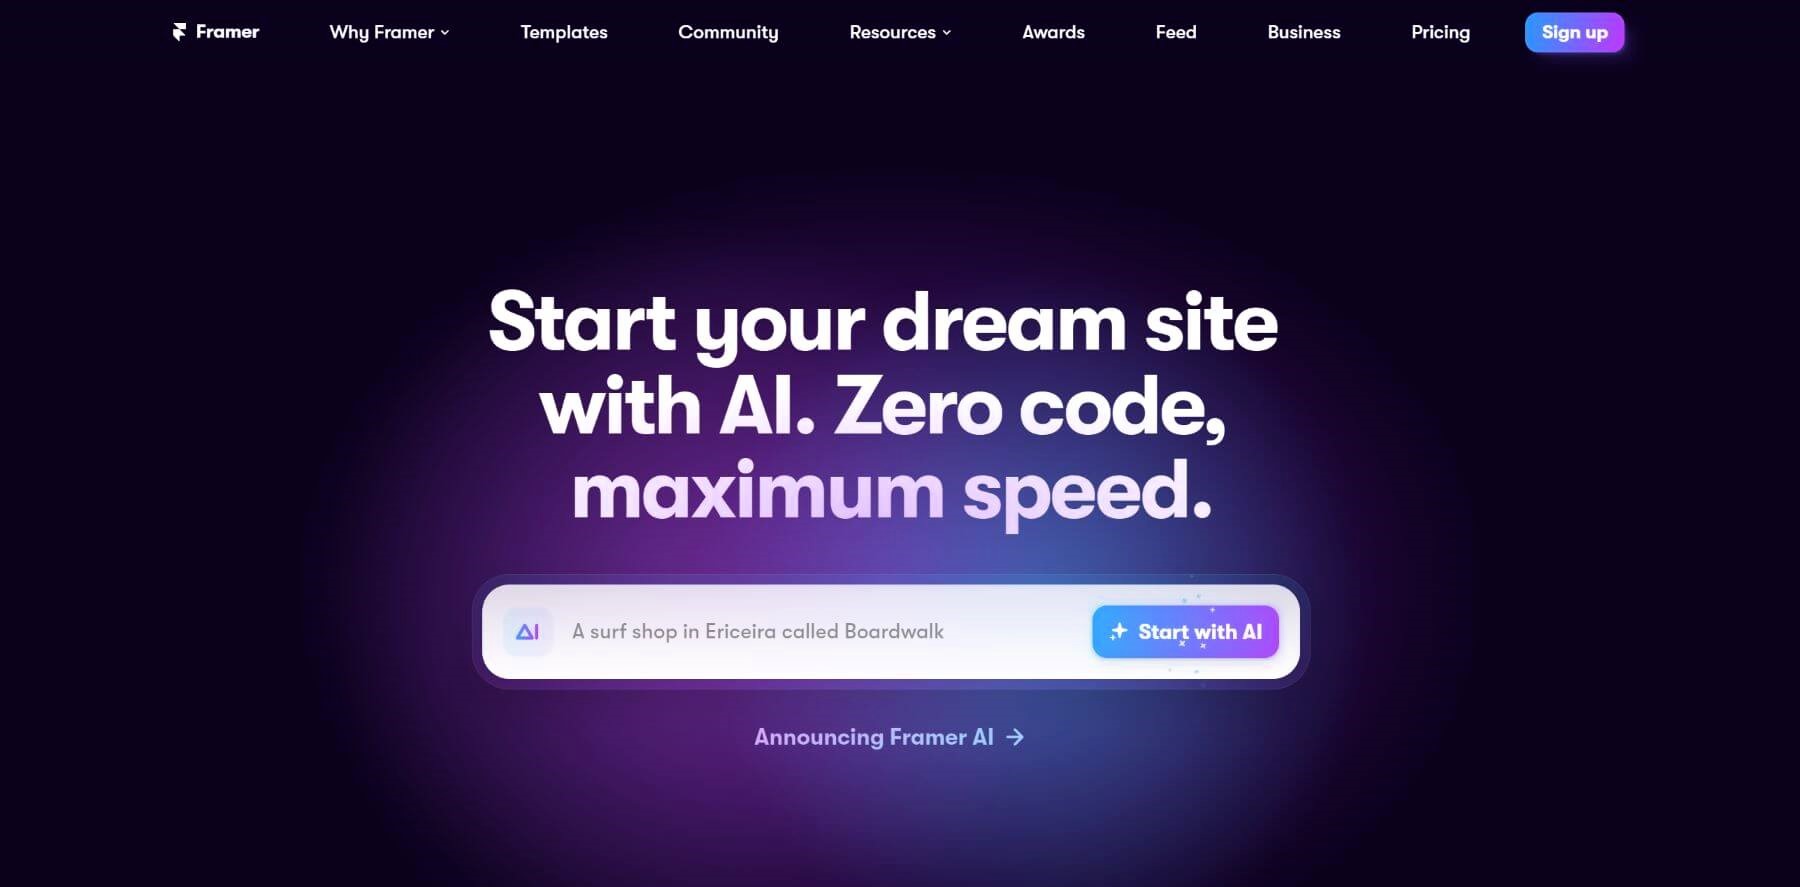 Framer
Why Framer
Templates
Community
Resources
Awards
Feed
Business
Pricing
Sign up
Start your dream site
with AI. Zero code,
maximum speed.
AI
A surf shop in Ericeira called Boardwalk
Start with AI
Announcing Framer AI →